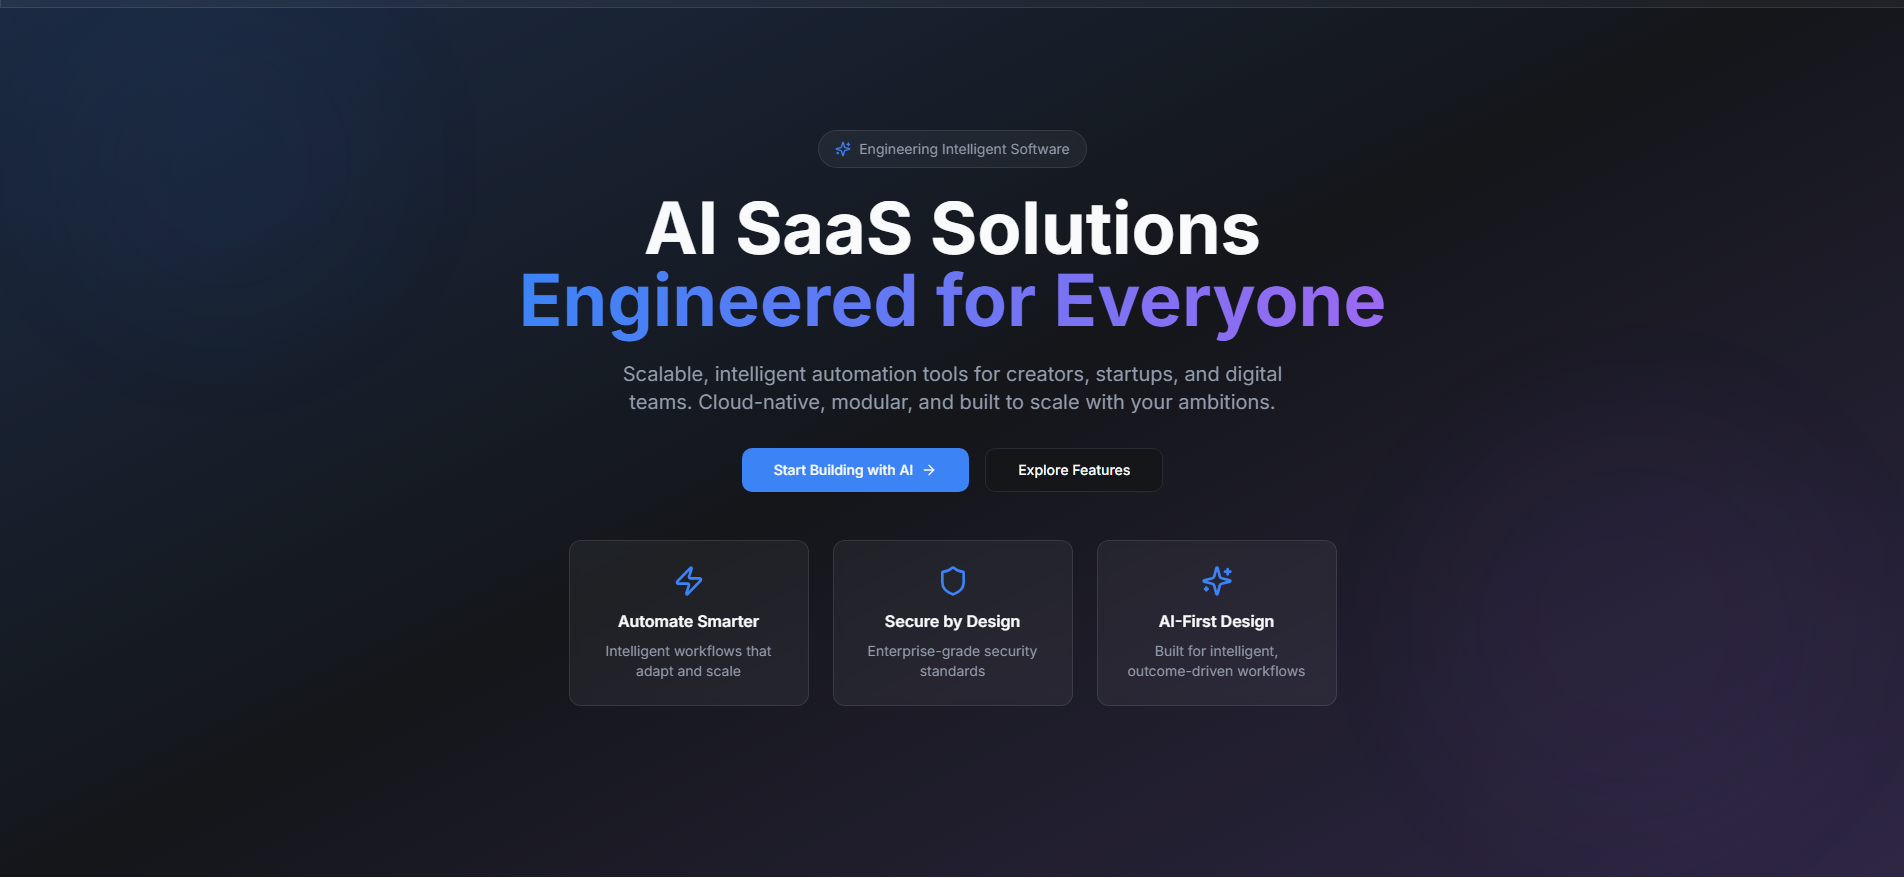 Engineering Intelligent Software
AI SaaS Solutions
Engineered for Everyone
Scalable, intelligent automation tools for creators, startups, and digital
teams. Cloud-native, modular, and built to scale with your ambitions.
Start Building with AI
Explore Features
Automate Smarter
Intelligent workflows that
adapt and scale
Secure by Design
Enterprise-grade security
standards
AI-First Design
Built for intelligent,
outcome-driven workflows